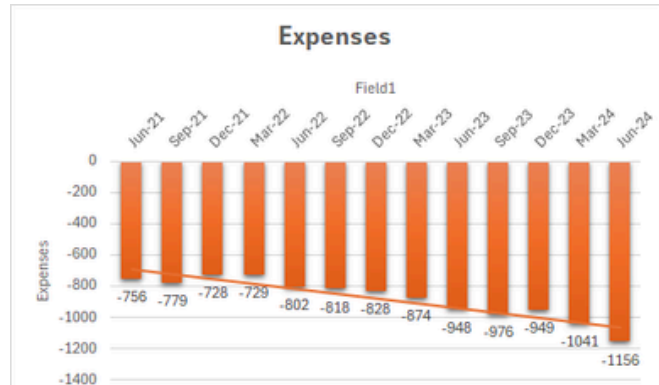 Expenses
Field1
Jun-21 Sep-21 Dec-21 Mar-22 Jun-22 Sep-22 Dec-22 Mar-23 Jun-23 Sep-23 Dec-23 Mar-24 Jun-24
0
-200
-400
-600
-800
-1000
-1200
-1400
Expenses
-756 -779 -728 -729 -802 -818 -828 -874 -948 -976 -949 -1041 -1156